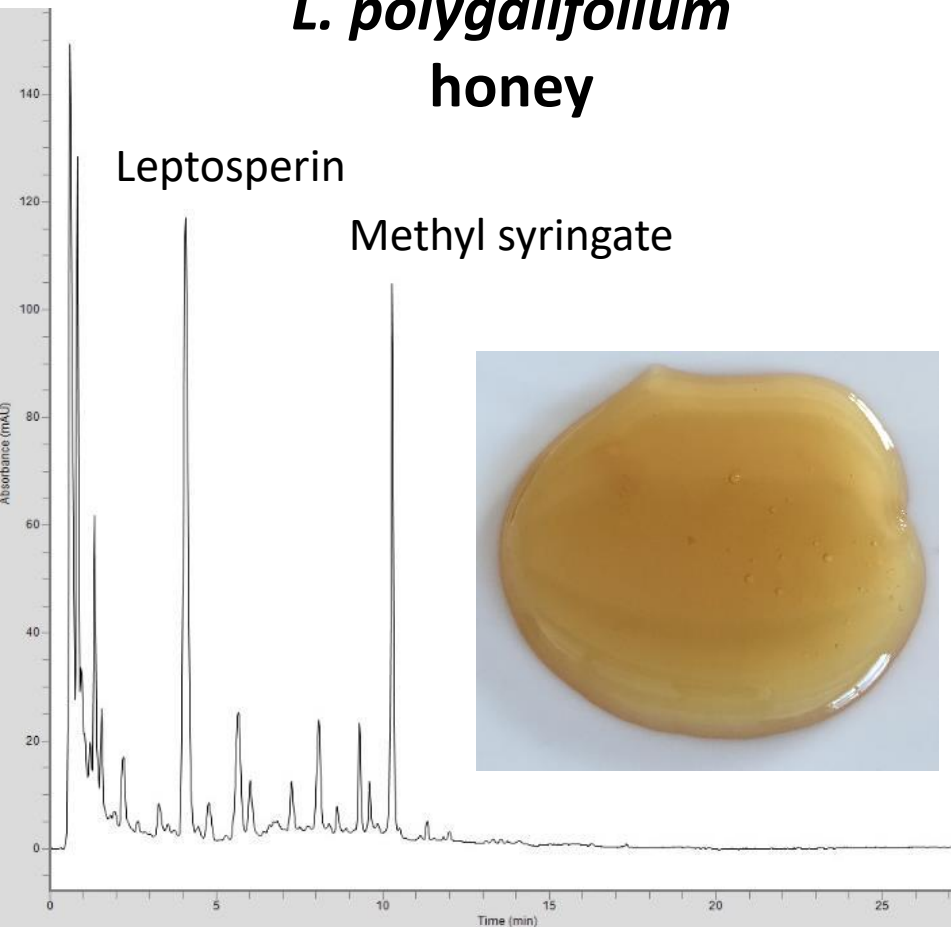 L. polygalifolium
honey
Leptosperin
Methyl syringate
140
120
100
80
60
40
20
0
Absorbance (mAU)
0 5 10 15 20 25
Time (min)